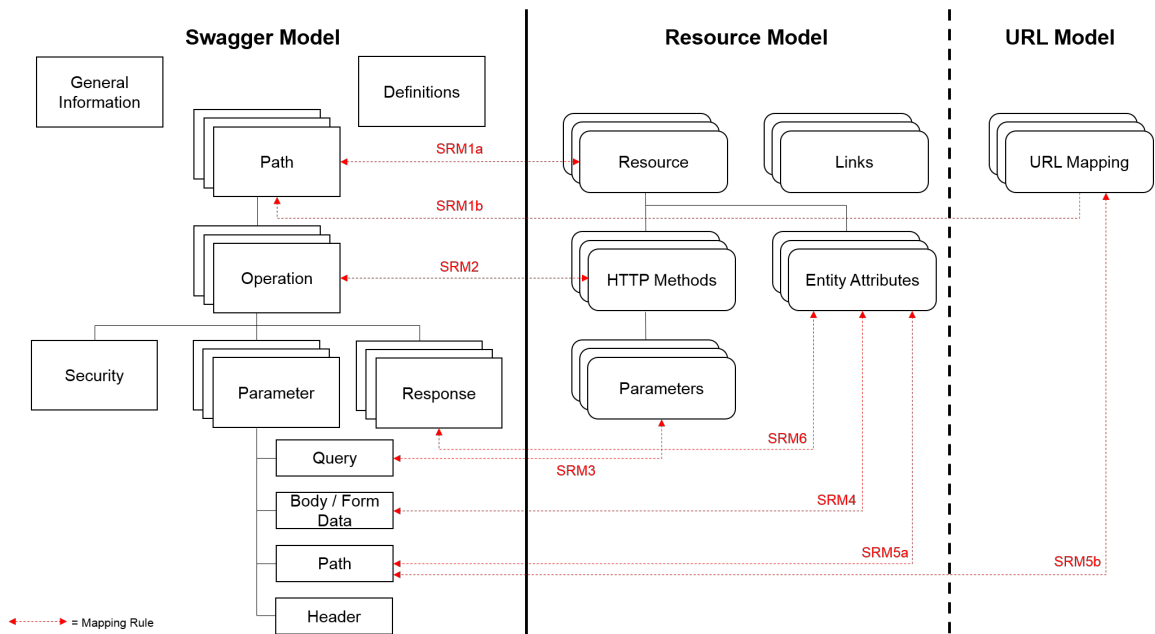 Swagger Model
Resource Model
URL Model
General
Information
Definitions
Path
SRM1a
Resource
Links
URL Mapping
SRM1b
Operation
SRM2
HTTP Methods
Entity Attributes
Security
Parameter
Response
Parameters
SRM6
Query
SRM3
Body / Form
Data
SRM4
Path
SRM5a
SRM5b
Header
= Mapping Rule